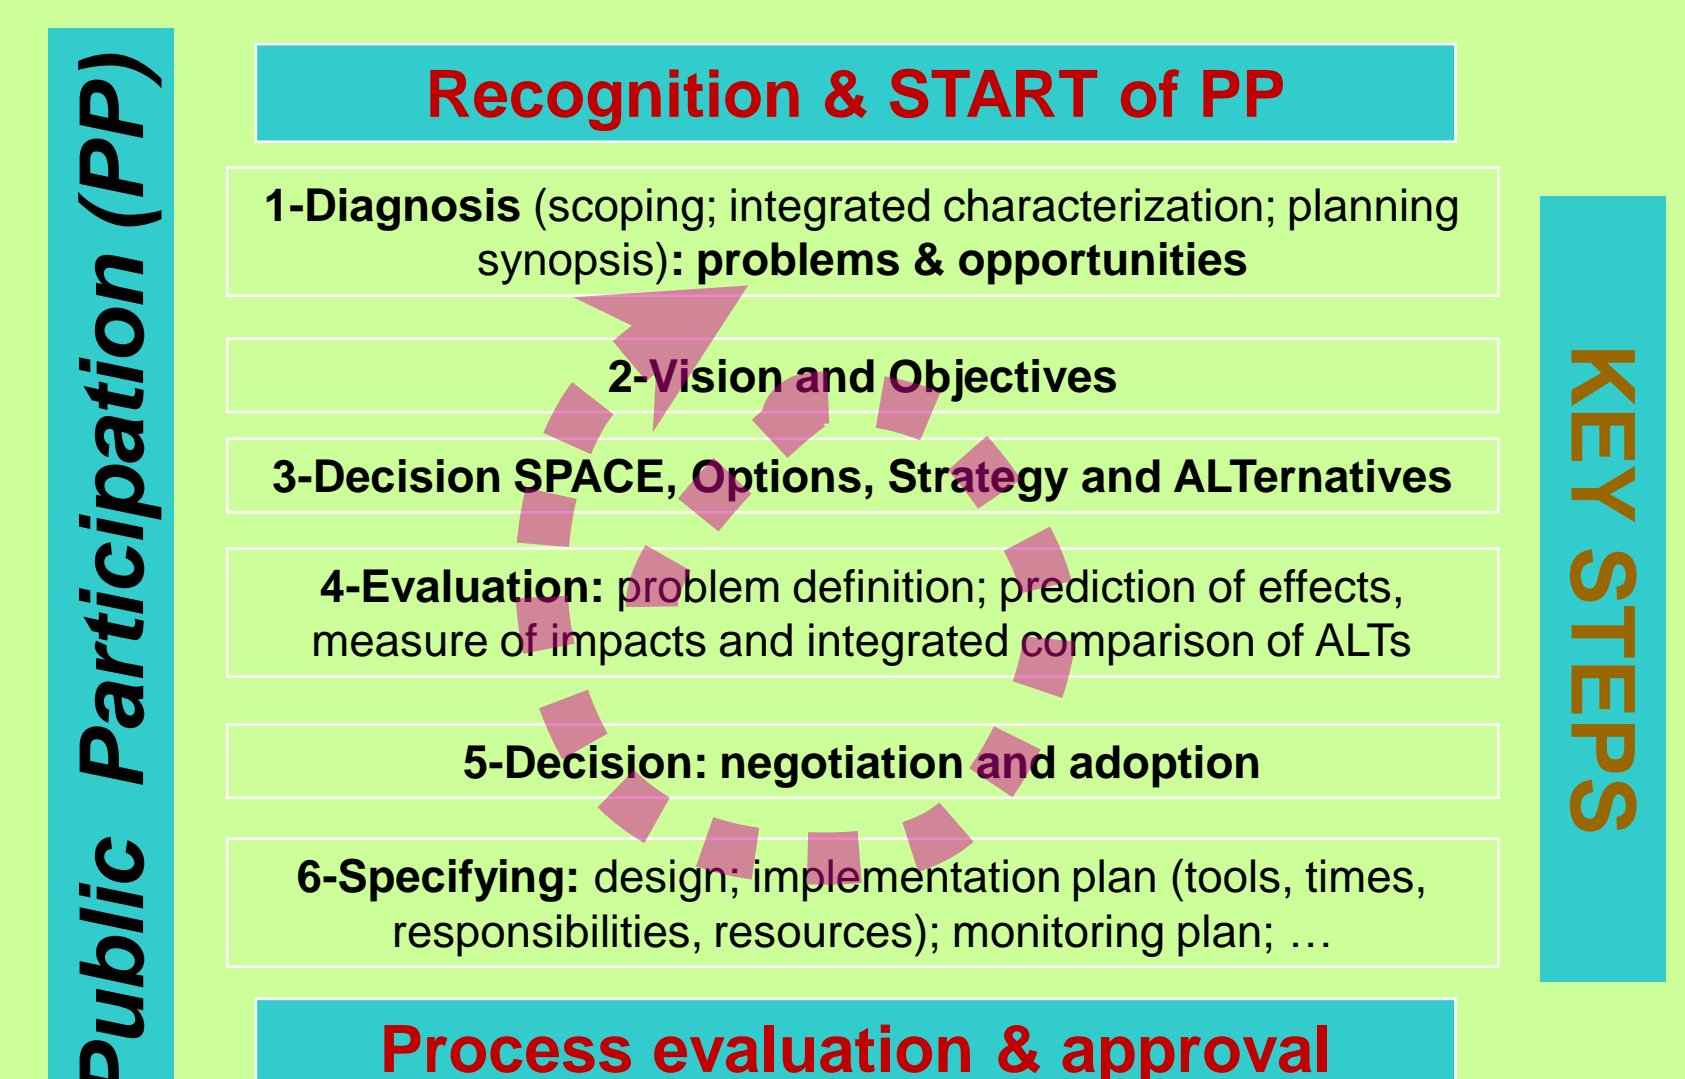 Public Participation (PP)
Recognition & START of PP
1-Diagnosis (scoping; integrated characterization; planning
synopsis): problems & opportunities
2-Vision and Objectives
3-Decision SPACE, Options, Strategy and ALTernatives
4-Evaluation: problem definition; prediction of effects,
measure of impacts and integrated comparison of ALTs
5-Decision: negotiation and adoption
6-Specifying: design; implementation plan (tools, times,
responsibilities, resources); monitoring plan; …
Process evaluation & approval
KEY STEPS